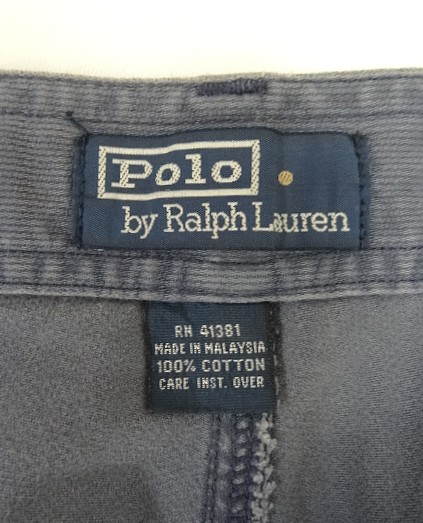 Polo
by Ralph Lauren
RN 41381
MADE IN MALAYSIA
100% COTTON
CARE INST. OVER